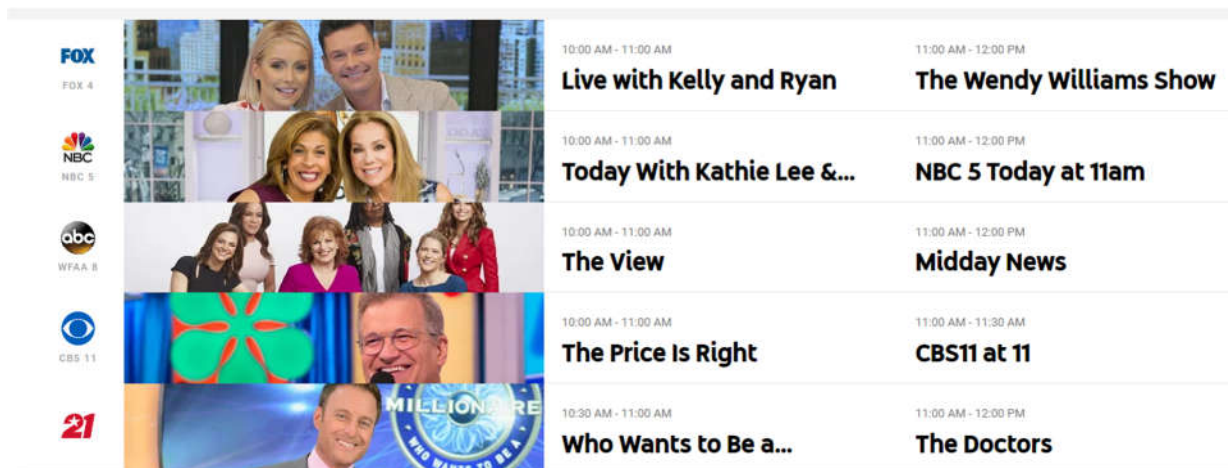 FOX
FOX 4
10:00 AM - 11:00 AM
Live with Kelly and Ryan
11:00 AM - 12:00 PM
The Wendy Williams Show
NBC
NBC 5
10:00 AM - 11:00 AM
Today With Kathie Lee &...
11:00 AM - 12:00 PM
NBC 5 Today at 11am
abc
WFAA 8
10:00 AM - 11:00 AM
The View
11:00 AM - 12:00 PM
Midday News
CBS 11
10:00 AM - 11:00 AM
The Price Is Right
11:00 AM - 11:30 AM
CBS11 at 11
21
MILLIONAIRE
WHO WANTS TO BE A
10:30 AM - 11:00 AM
Who Wants to Be a...
11:00 AM - 12:00 PM
The Doctors